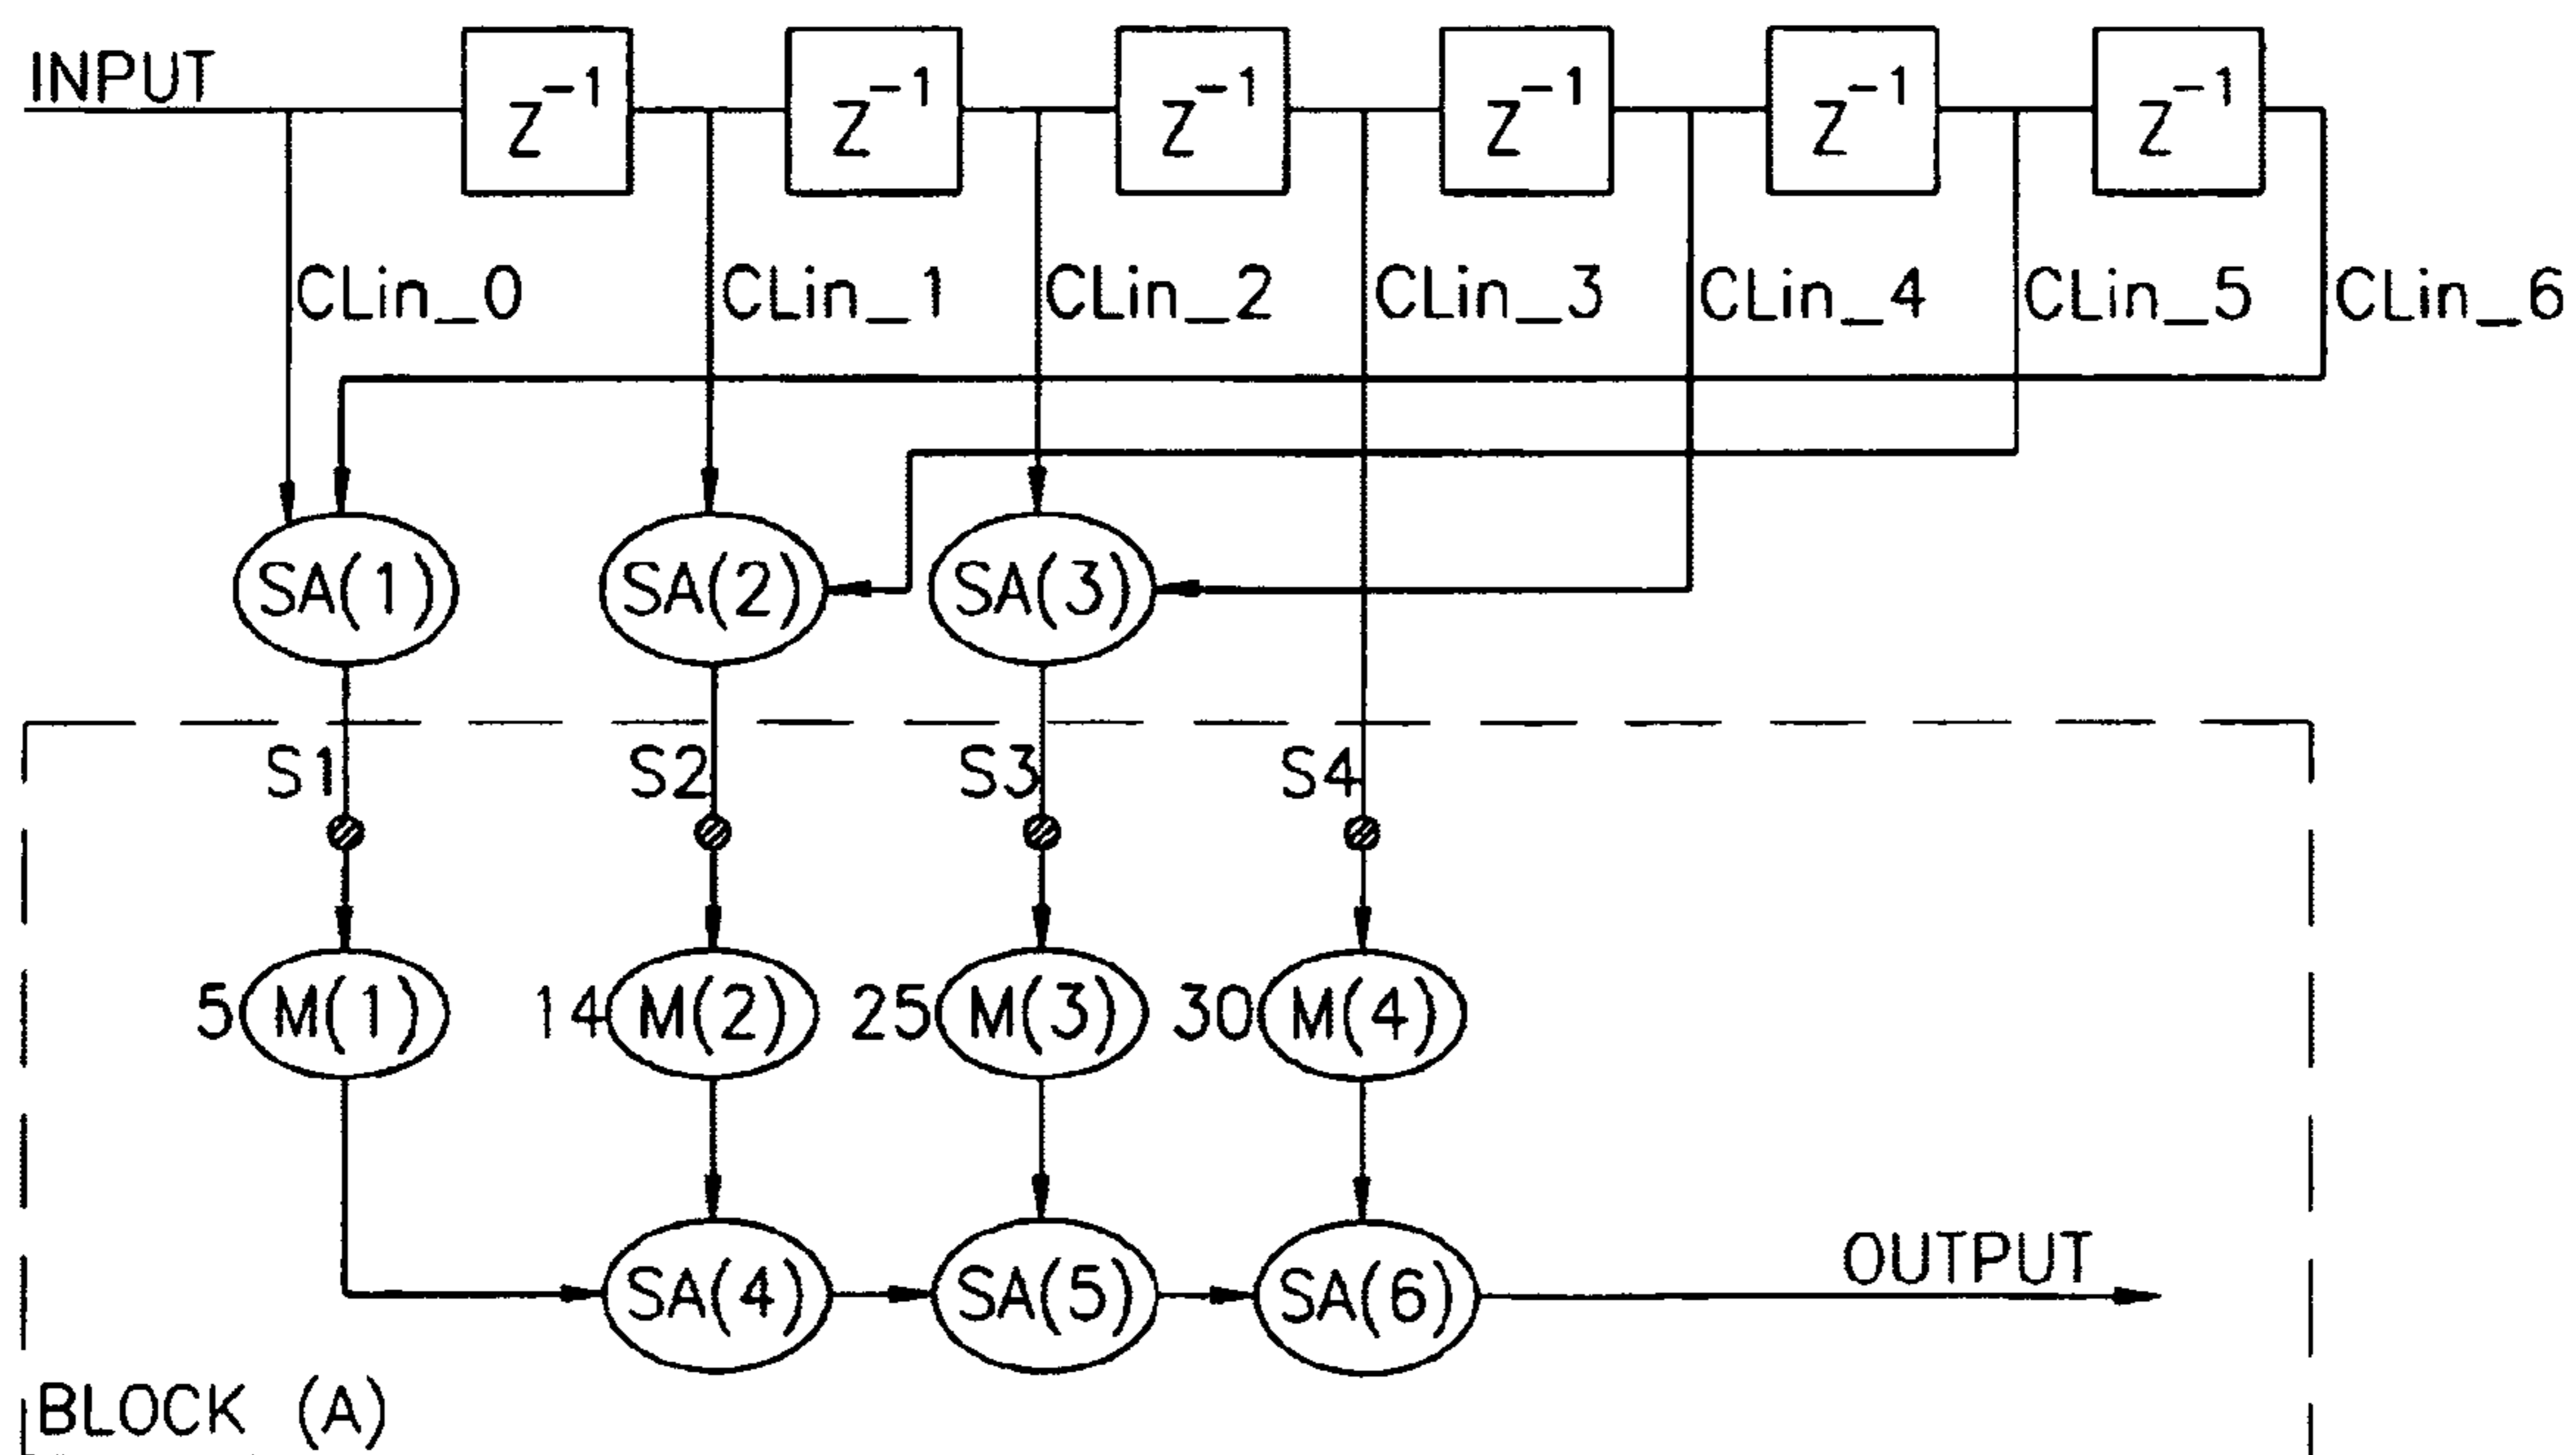 INPUT
Z⁻¹ Z⁻¹ Z⁻¹ Z⁻¹ Z⁻¹ Z⁻¹
CLin_0 CLin_1 CLin_2 CLin_3 CLin_4 CLin_5 CLin_6
SA(1) SA(2) SA(3)
S1 S2 S3 S4
5 M(1) 14 M(2) 25 M(3) 30 M(4)
SA(4) SA(5) SA(6) OUTPUT
BLOCK (A)